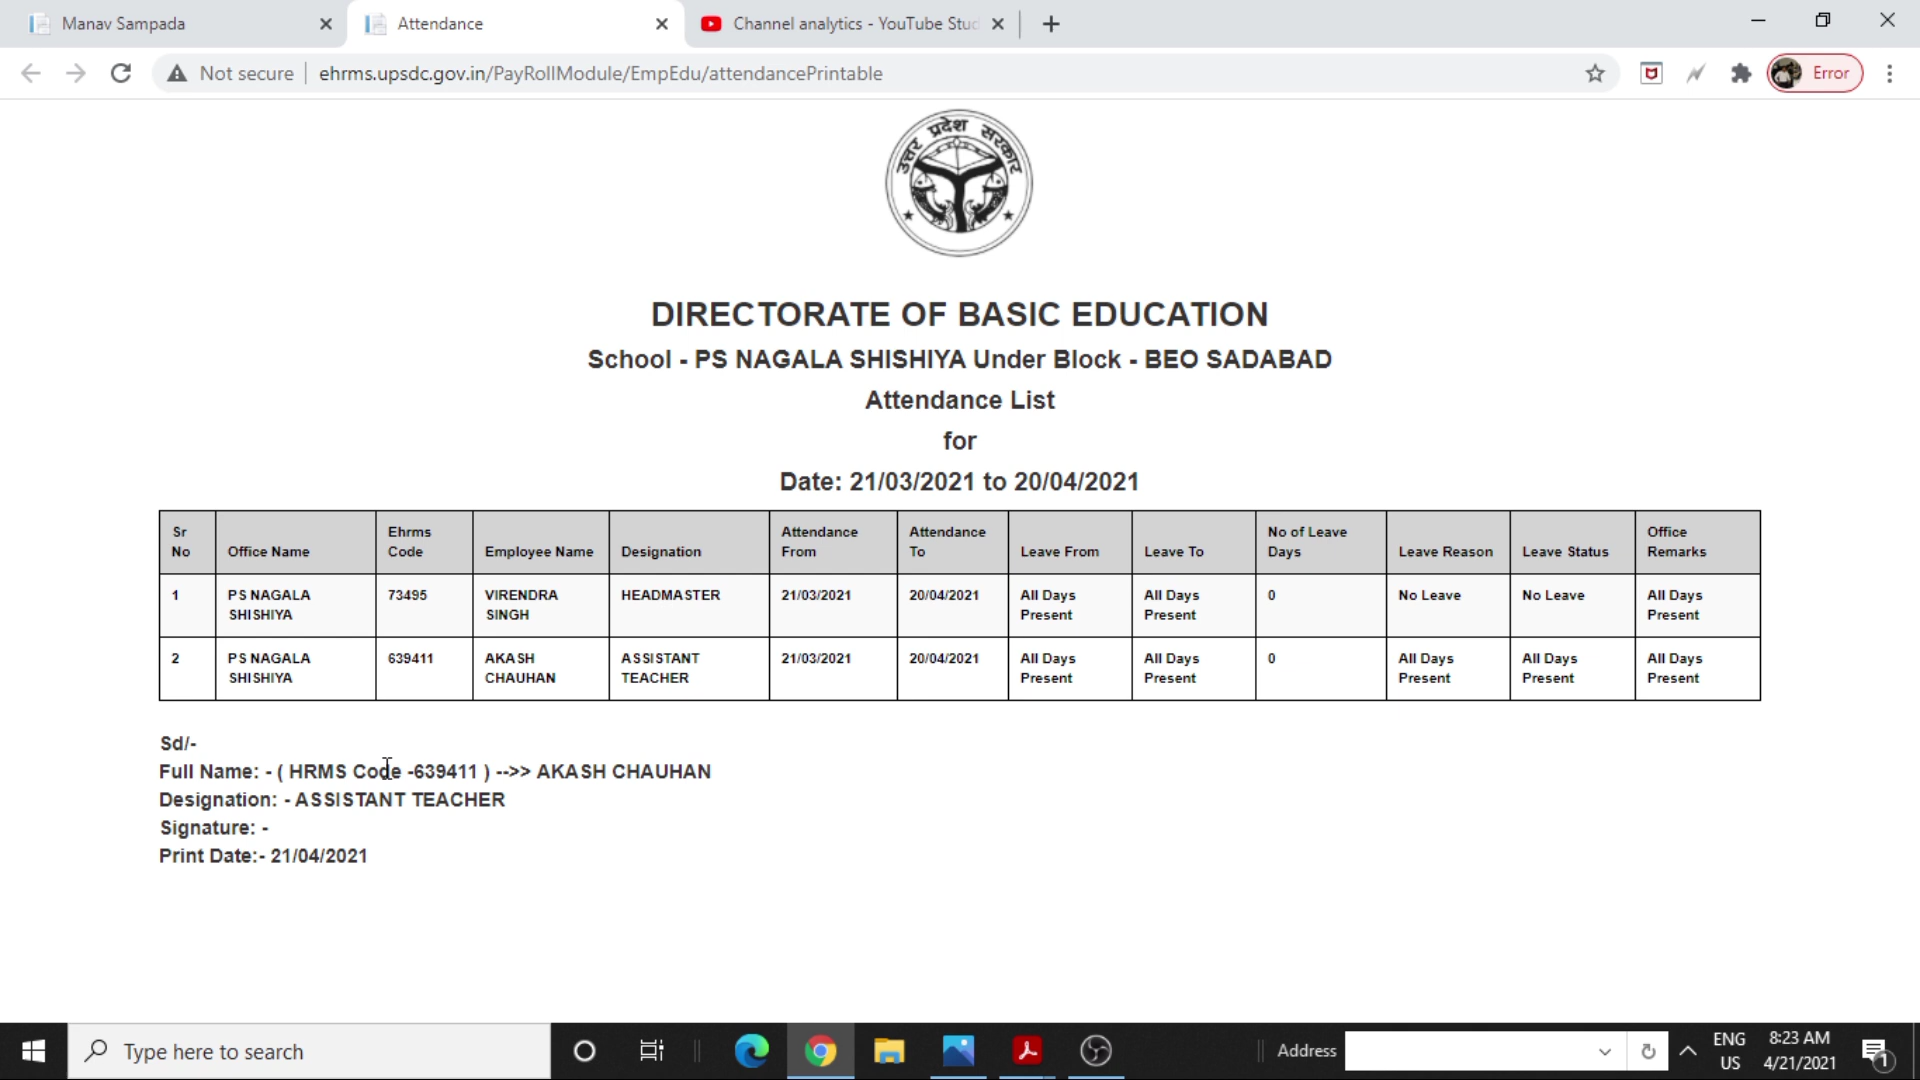 Manav Sampada
Attendance
Channel analytics - YouTube Stud
Not secure
ehrms.upsdc.gov.in/PayRollModule/EmpEdu/attendancePrintable
Error
उत्तर प्रदेश सरकार
DIRECTORATE OF BASIC EDUCATION
School - PS NAGALA SHISHIYA Under Block - BEO SADABAD
Attendance List
for
Date: 21/03/2021 to 20/04/2021
Sr No Office Name Ehrms Code Employee Name Designation Attendance From Attendance To Leave From Leave To No of Leave Days Leave Reason Leave Status Office Remarks
1 PS NAGALA SHISHIYA 73495 VIRENDRA SINGH HEADMASTER 21/03/2021 20/04/2021 All Days Present All Days Present 0 No Leave No Leave All Days Present
2 PS NAGALA SHISHIYA 639411 AKASH CHAUHAN ASSISTANT TEACHER 21/03/2021 20/04/2021 All Days Present All Days Present 0 All Days Present All Days Present All Days Present
Sd/-
Full Name: - ( HRMS Code -639411 ) -->> AKASH CHAUHAN
Designation: - ASSISTANT TEACHER
Signature: -
Print Date:- 21/04/2021
Type here to search
Address
ENG
US
8:23 AM
4/21/2021
1